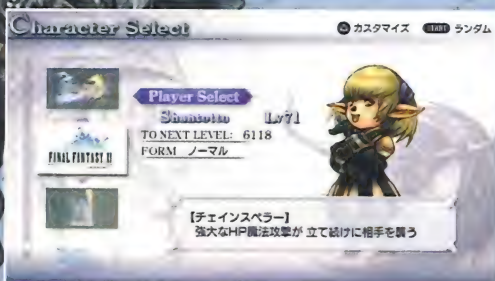 Character Select
カスタマイズ START ランダム
Player Select
Shantotto Lv71
TO NEXT LEVEL: 6118
FORM ノーマル
FINAL FANTASY XI
【チェインスペラー】
強大なHP魔法攻撃が 立て続けに相手を襲う